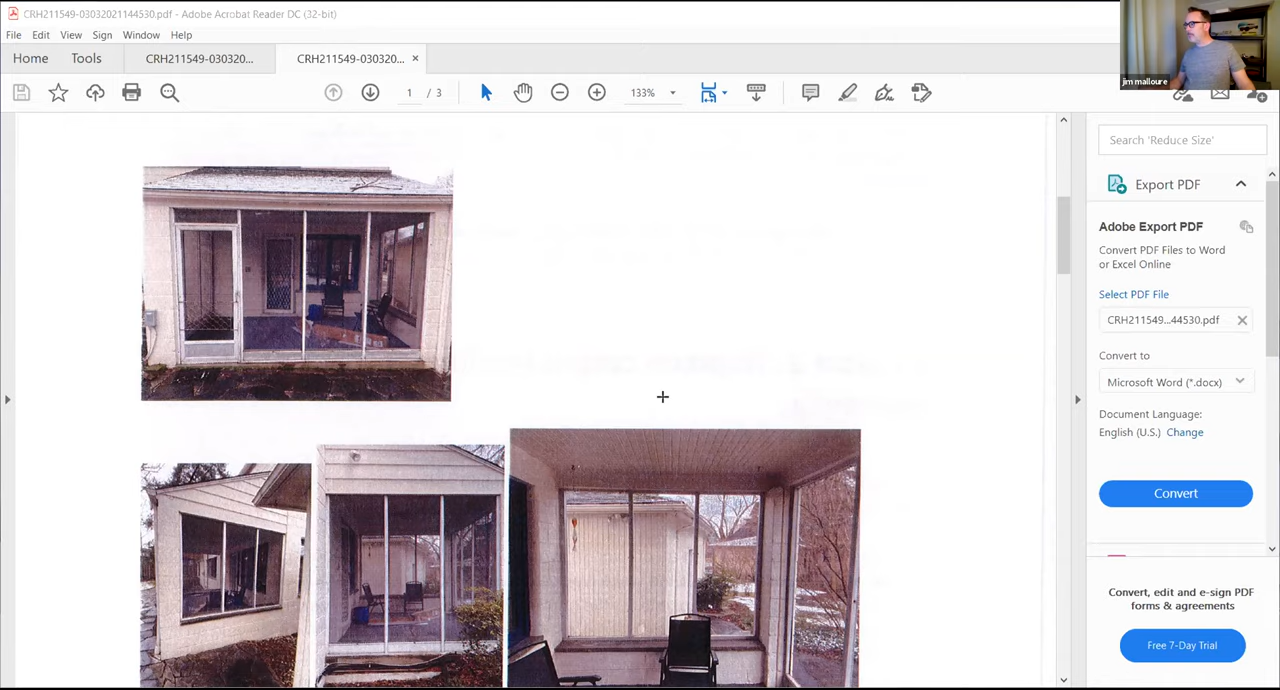 CRH211549-03032021144530.pdf - Adobe Acrobat Reader DC (32-bit)
File Edit View Sign Window Help
Home Tools CRH211549-030320... CRH211549-030320... ×
1 / 133%
jim malloure
Search 'Reduce Size'
Export PDF
Adobe Export PDF
Convert PDF Files to Word
or Excel Online
Select PDF File
CRH211549...44530.pdf
Convert to
Microsoft Word (*.docx)
Document Language:
English (U.S.) Change
Convert
Convert, edit and e-sign PDF
forms & agreements
Free 7-Day Trial